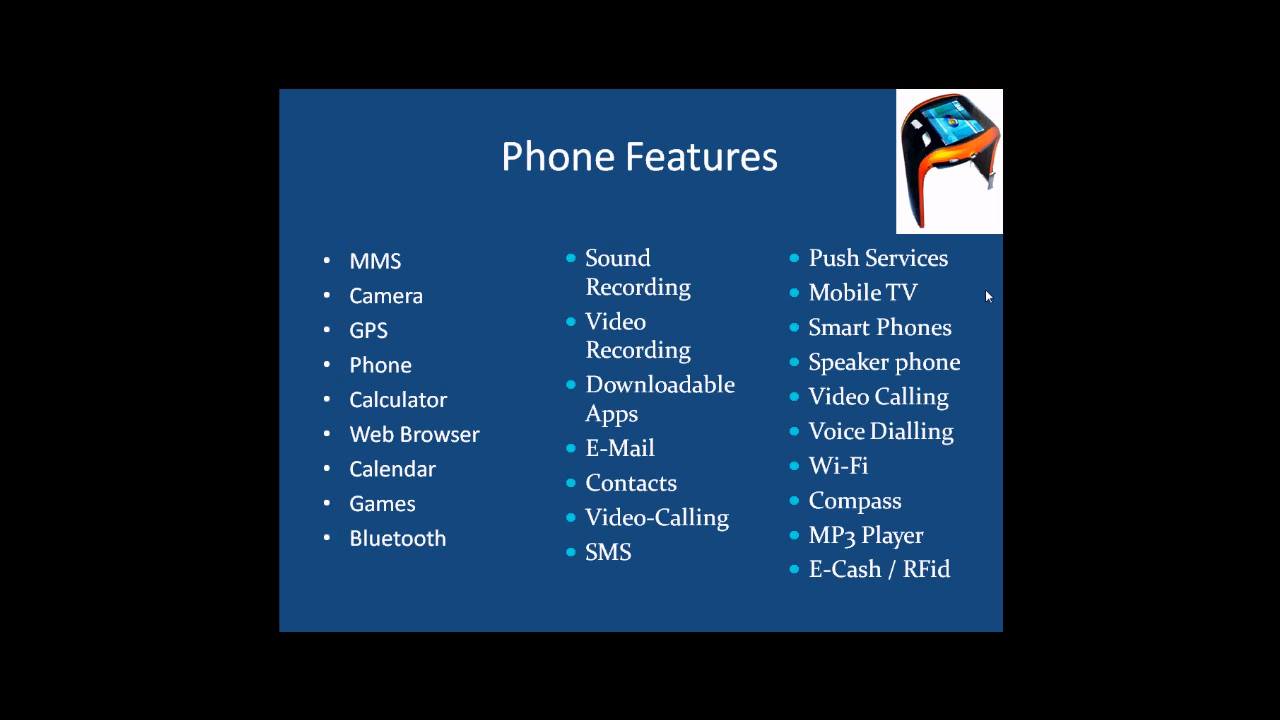 Phone Features
• MMS
• Camera
• GPS
• Phone
• Calculator
• Web Browser
• Calendar
• Games
• Bluetooth
• Sound
Recording
• Video
Recording
• Downloadable
Apps
• E-Mail
• Contacts
• Video-Calling
• SMS
• Push Services
• Mobile TV
• Smart Phones
• Speaker phone
• Video Calling
• Voice Dialling
• Wi-Fi
• Compass
• MP3 Player
• E-Cash / RFid